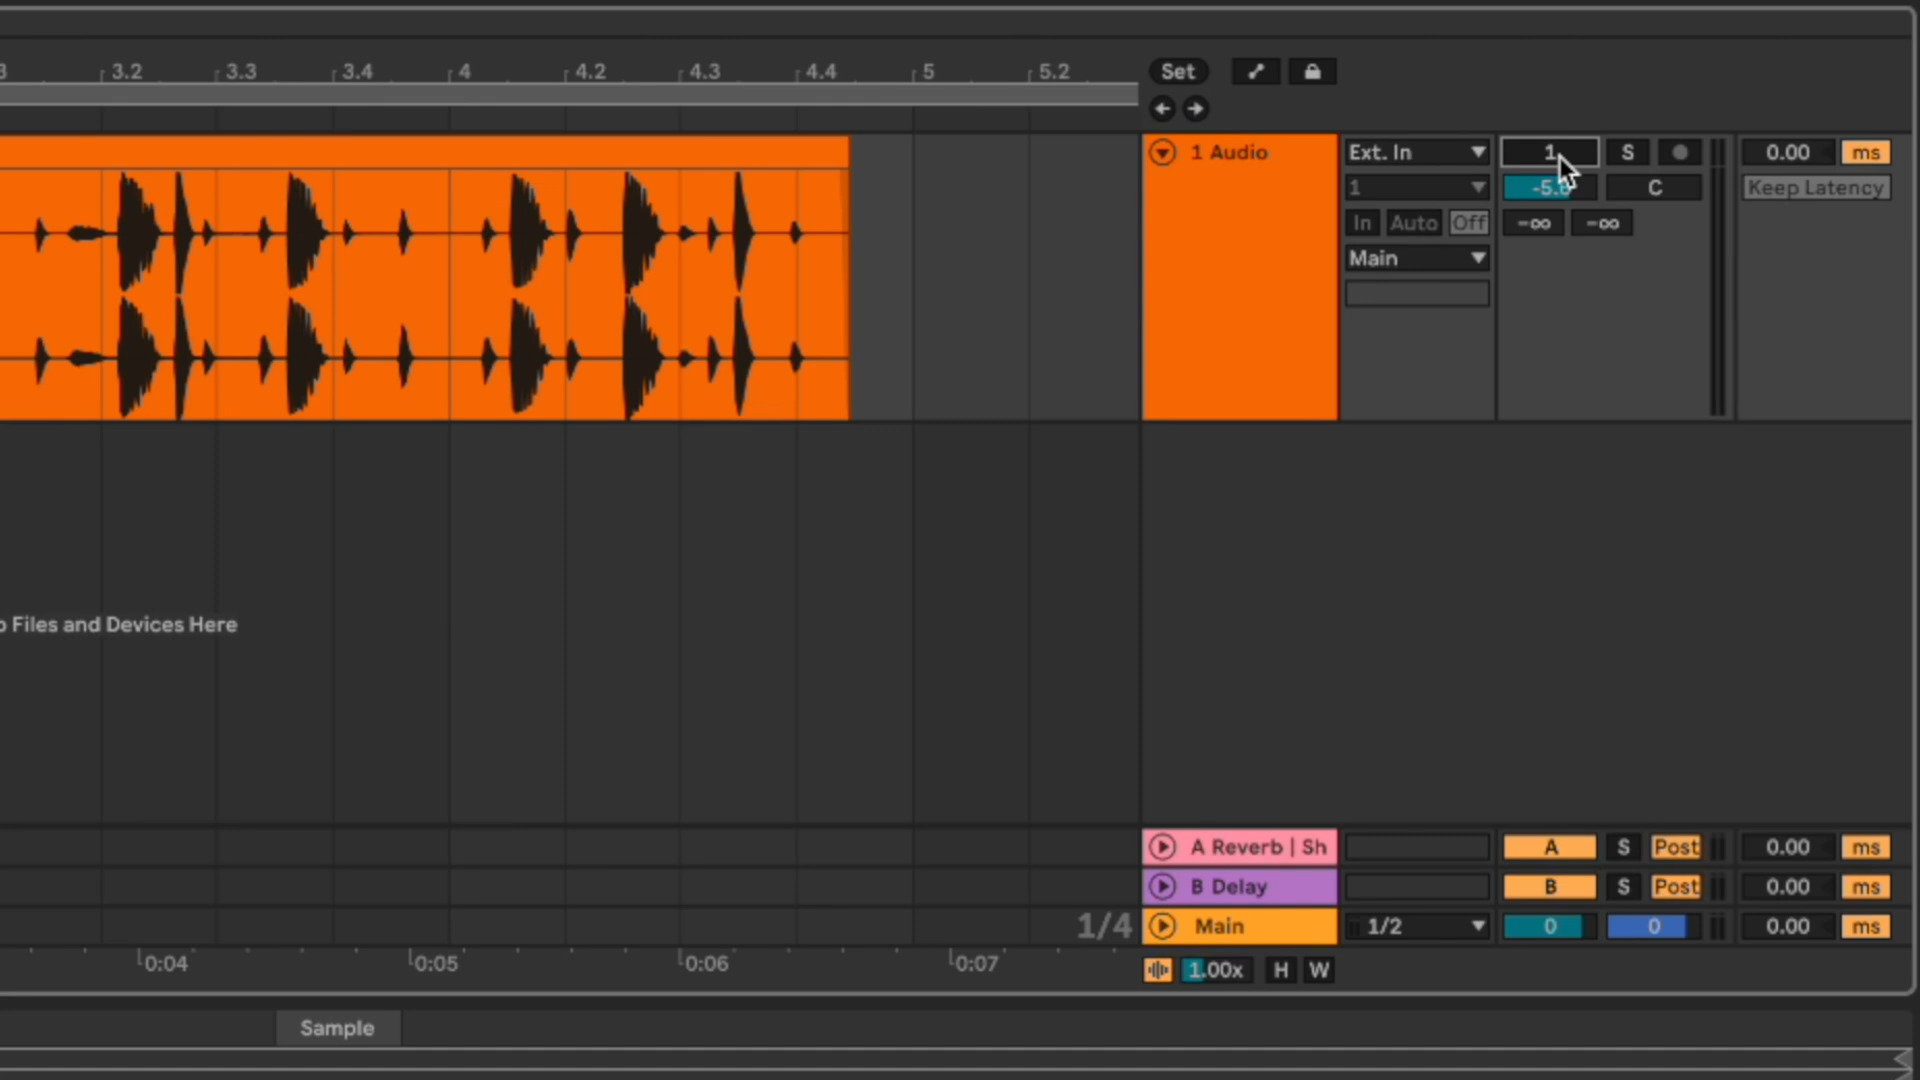 3 3.2 3.3 3.4 4 4.2 4.3 4.4 5 5.2 Set
1 Audio Ext. In 1 S 0.00 ms
1 C Keep Latency
In Auto Off -∞ -∞
Main
o Files and Devices Here
A Reverb | Sh A S Post 0.00 ms
B Delay B S Post 0.00 ms
1/4 Main 1/2 0 0 0.00 ms
0:04 0:05 0:06 0:07 1.00x H W
Sample